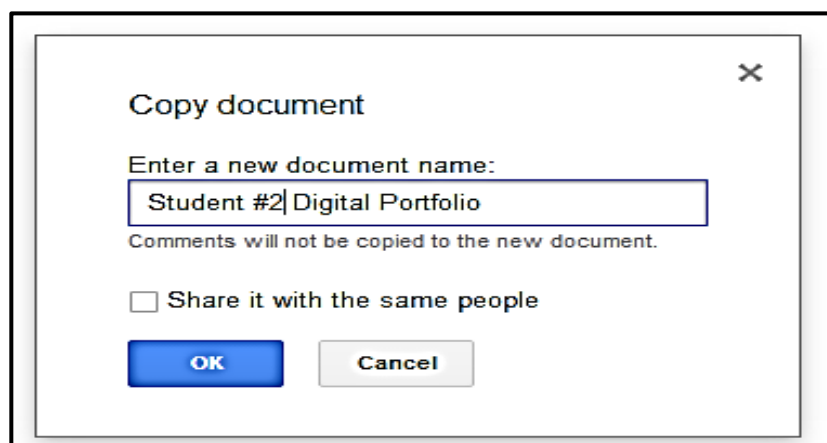 Copy document
Enter a new document name:
Student #2 Digital Portfolio
Comments will not be copied to the new document.
Share it with the same people
OK Cancel